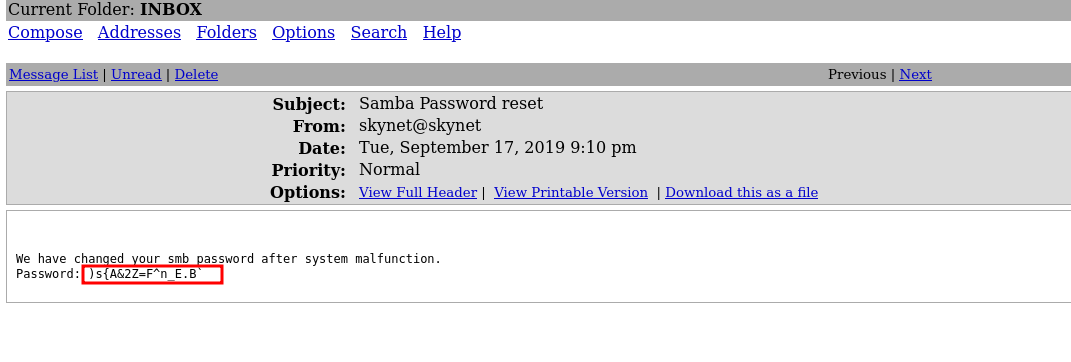 Current Folder: INBOX
Compose Addresses Folders Options Search Help
Message List | Unread | Delete Previous | Next
Subject: Samba Password reset
From: skynet@skynet
Date: Tue, September 17, 2019 9:10 pm
Priority: Normal
Options: View Full Header | View Printable Version | Download this as a file
We have changed your smb password after system malfunction.
Password: )s{A&2Z=F^n_E.B`